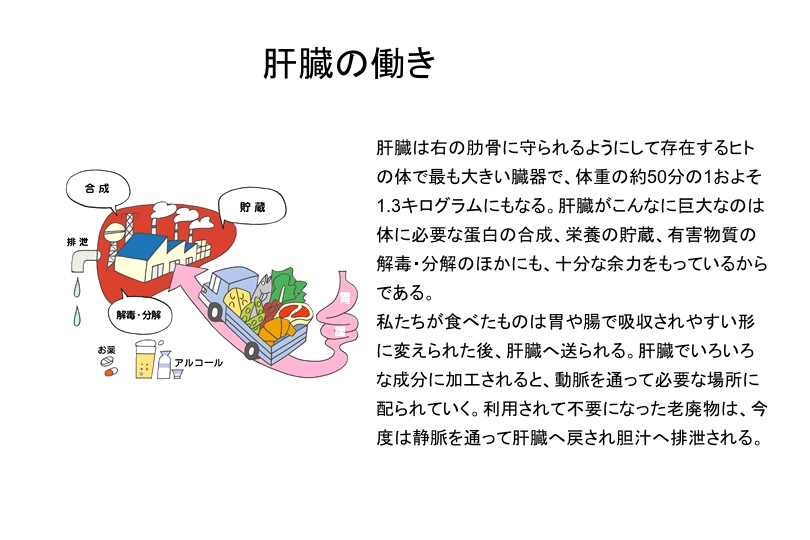 肝臓の働き
肝臓は右の肋骨に守られるようにして存在するヒト
の体で最も大きい臓器で、体重の約50分の1およそ
1.3キログラムにもなる。肝臓がこんなに巨大なのは
体に必要な蛋白の合成、栄養の貯蔵、有害物質の
解毒・分解のほかにも、十分な余力をもっているから
である。
私たちが食べたものは胃や腸で吸収されやすい形
に変えられた後、肝臓へ送られる。肝臓でいろいろ
な成分に加工されると、動脈を通って必要な場所に
配られていく。利用されて不要になった老廃物は、今
度は静脈を通って肝臓へ戻され胆汁へ排泄される。
合成
貯蔵
排泄
解毒・分解
お薬
アルコール
胃
腸